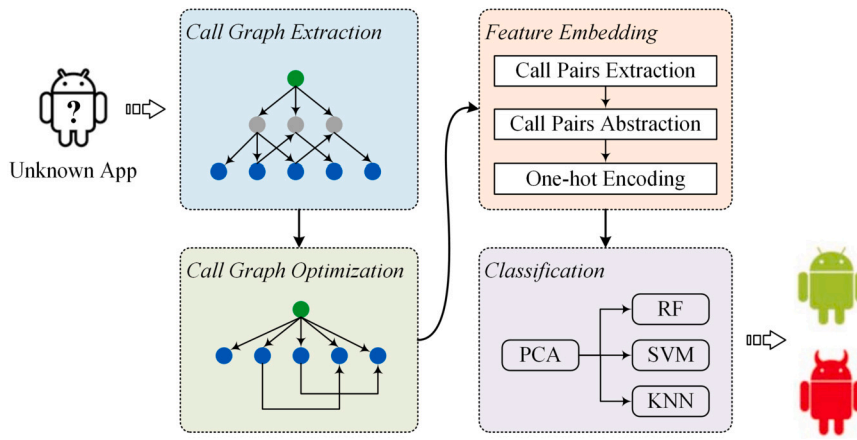 Call Graph Extraction
?
Unknown App
Call Graph Optimization
Feature Embedding
Call Pairs Extraction
Call Pairs Abstraction
One-hot Encoding
Classification
PCA
RF
SVM
KNN